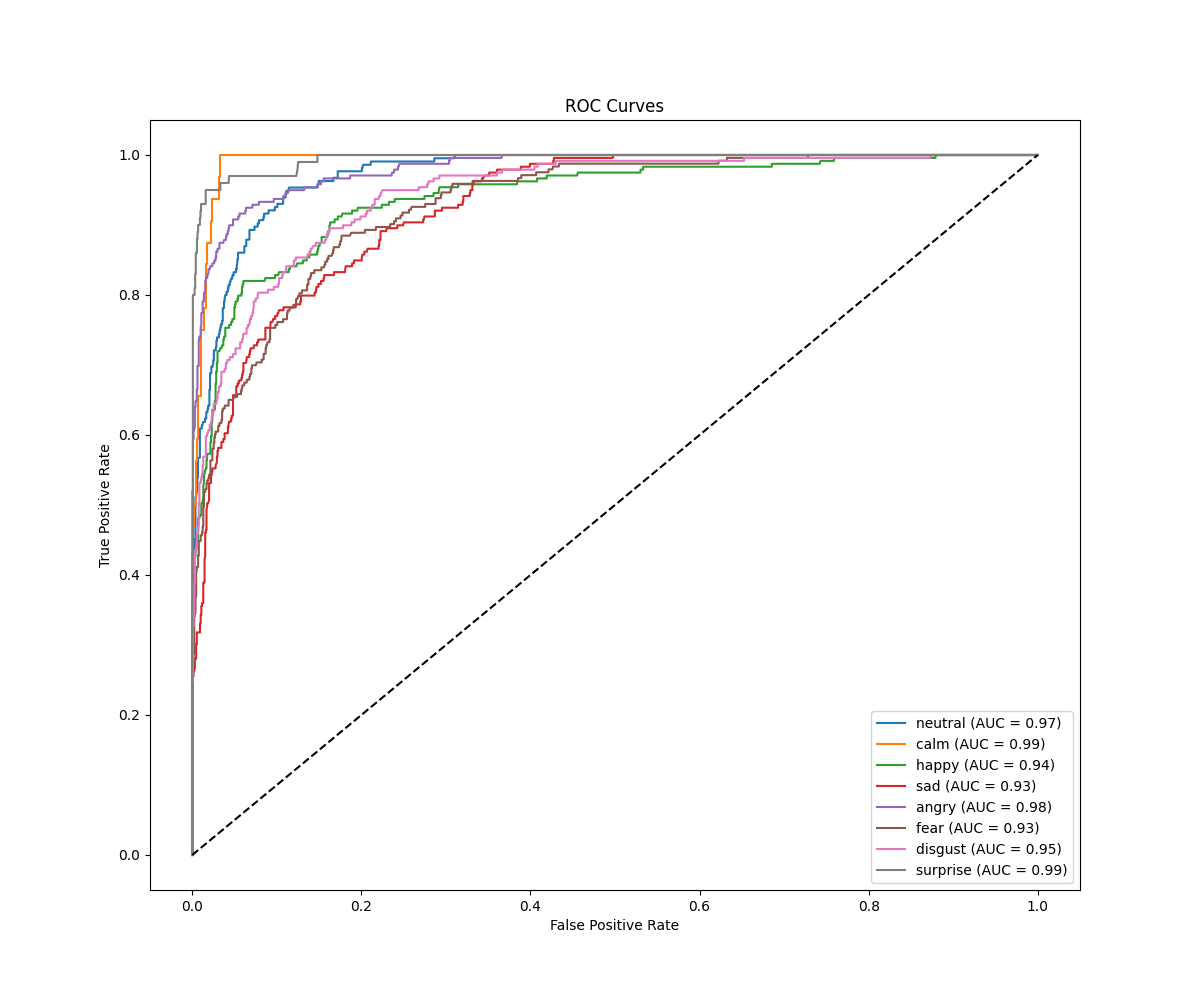 ROC Curves
True Positive Rate
1.0
0.8
0.6
0.4
0.2
0.0
0.0 0.2 0.4 0.6 0.8 1.0
False Positive Rate
neutral (AUC = 0.97)
calm (AUC = 0.99)
happy (AUC = 0.94)
sad (AUC = 0.93)
angry (AUC = 0.98)
fear (AUC = 0.93)
disgust (AUC = 0.95)
surprise (AUC = 0.99)